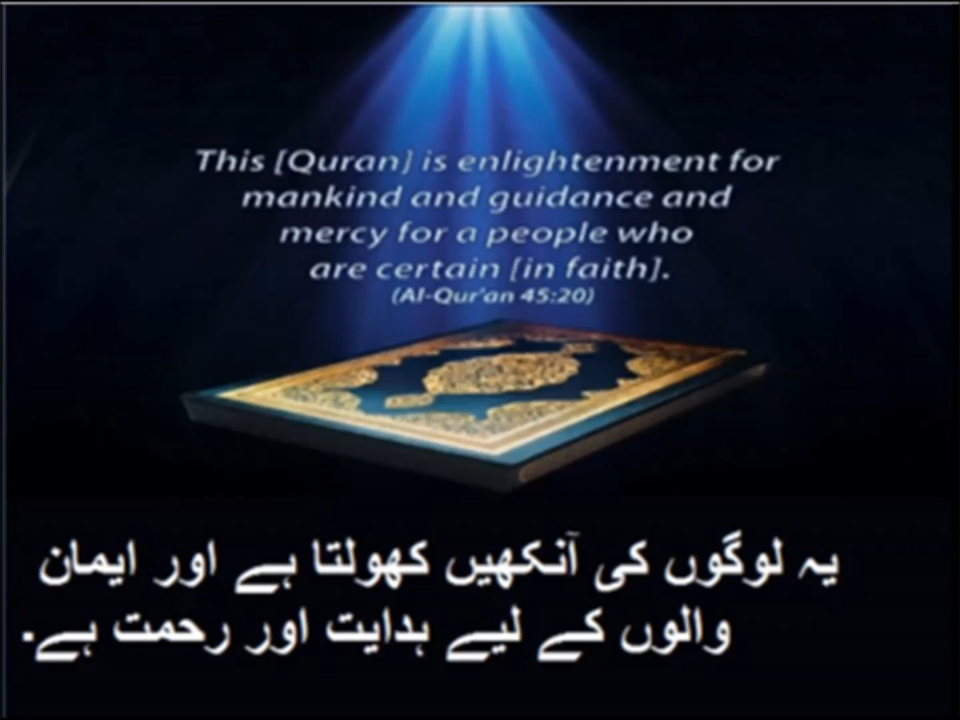 This [Quran] is enlightenment for
mankind and guidance and
mercy for a people who
are certain [in faith].
(Al-Qur'an 45:20)
یہ لوگوں کی آنکھیں کھولتا ہے اور ایمان
والوں کے لیے ہدایت اور رحمت ہے۔